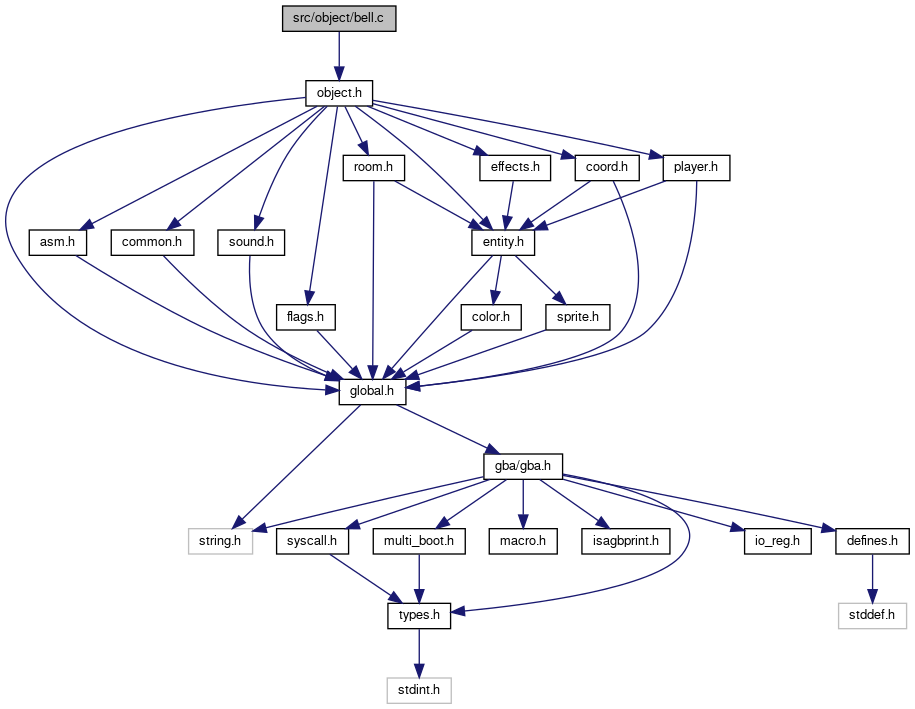 src/object/bell.c
object.h
room.h
effects.h
coord.h
player.h
asm.h
common.h
sound.h
entity.h
flags.h
color.h
sprite.h
global.h
gba/gba.h
string.h
syscall.h
multi_boot.h
macro.h
isagbprint.h
io_reg.h
defines.h
types.h
stddef.h
stdint.h